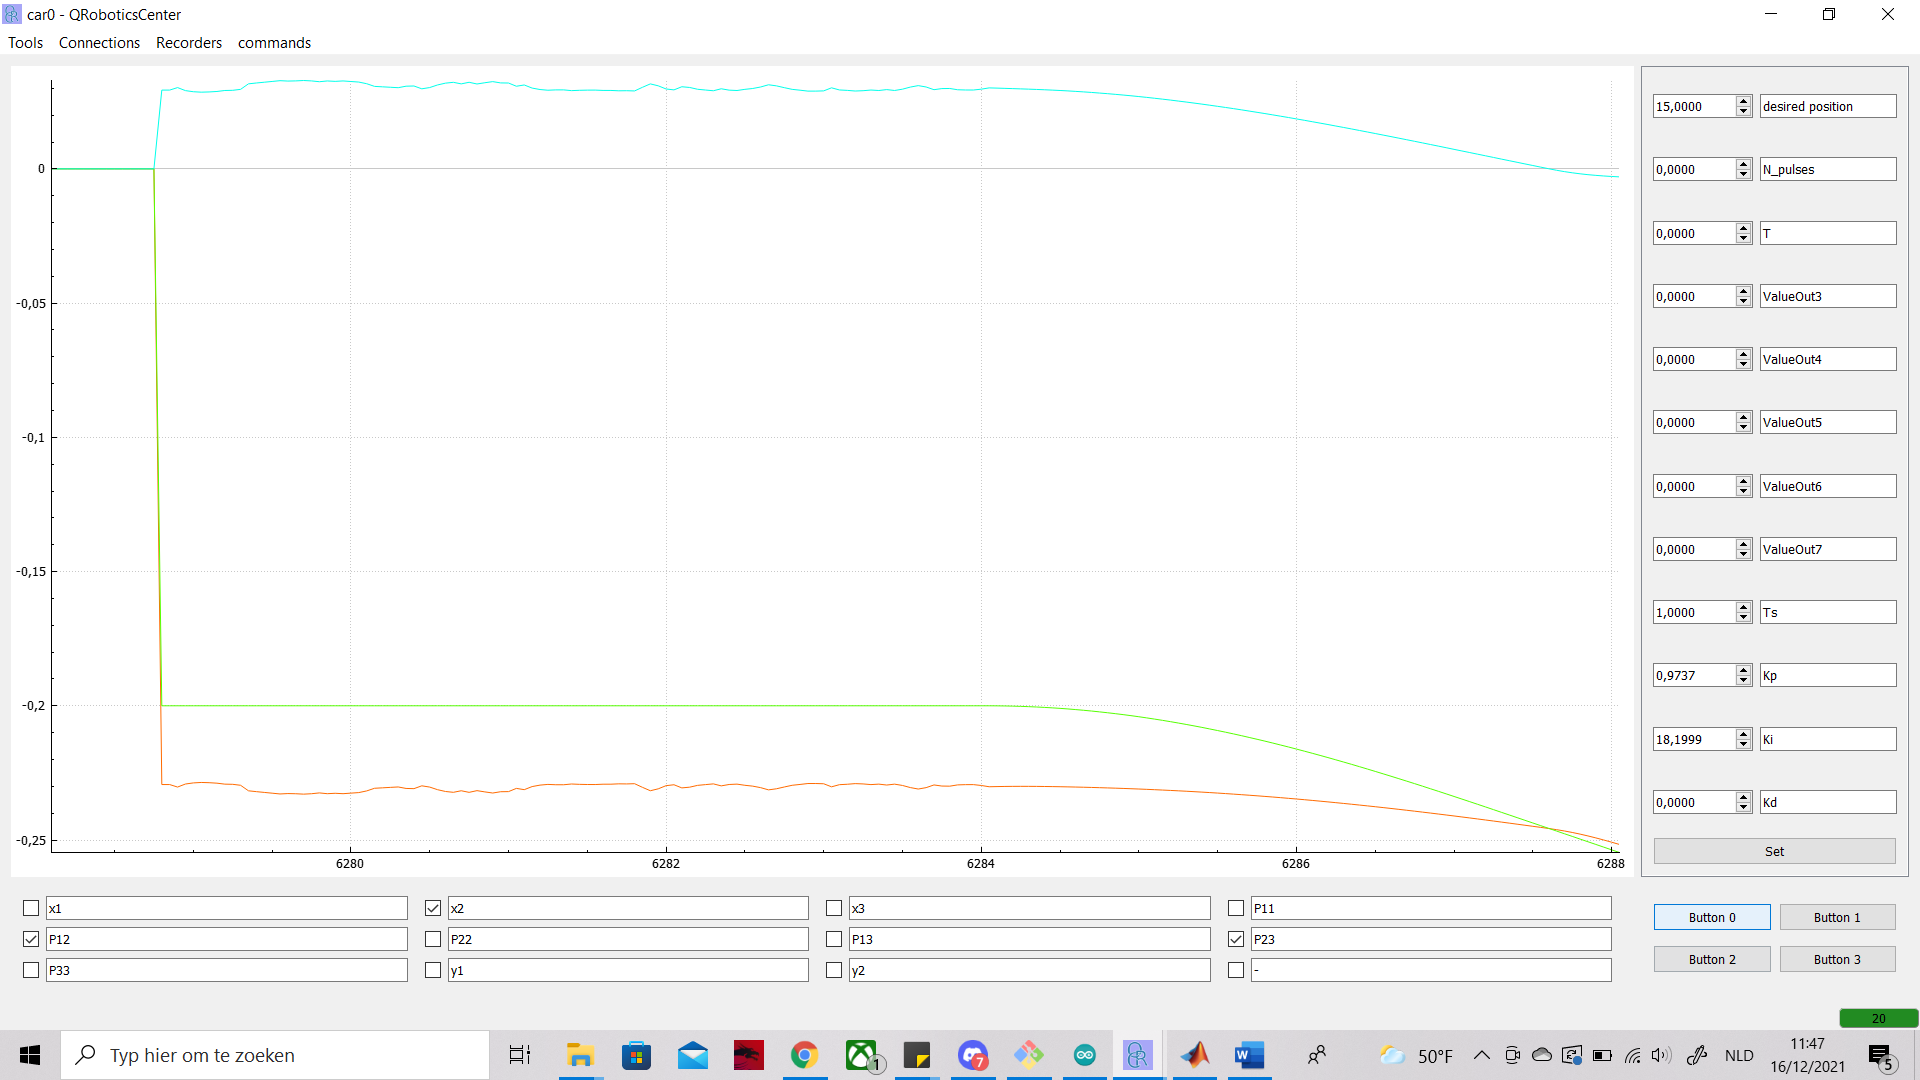 car0 - QRoboticsCenter
Tools Connections Recorders commands
0
-0,05
-0,1
-0,15
-0,2
-0,25
6280 6282 6284 6286 6288
15,0000 desired position
0,0000 N_pulses
0,0000 T
0,0000 ValueOut3
0,0000 ValueOut4
0,0000 ValueOut5
0,0000 ValueOut6
0,0000 ValueOut7
1,0000 Ts
0,9737 Kp
18,1999 Ki
0,0000 Kd
Set
x1 x2 x3 P11
P12 P22 P13 P23
P33 y1 y2 -
Button 0 Button 1
Button 2 Button 3
20
Typ hier om te zoeken
1
7
50°F
NLD
11:47
16/12/2021
5